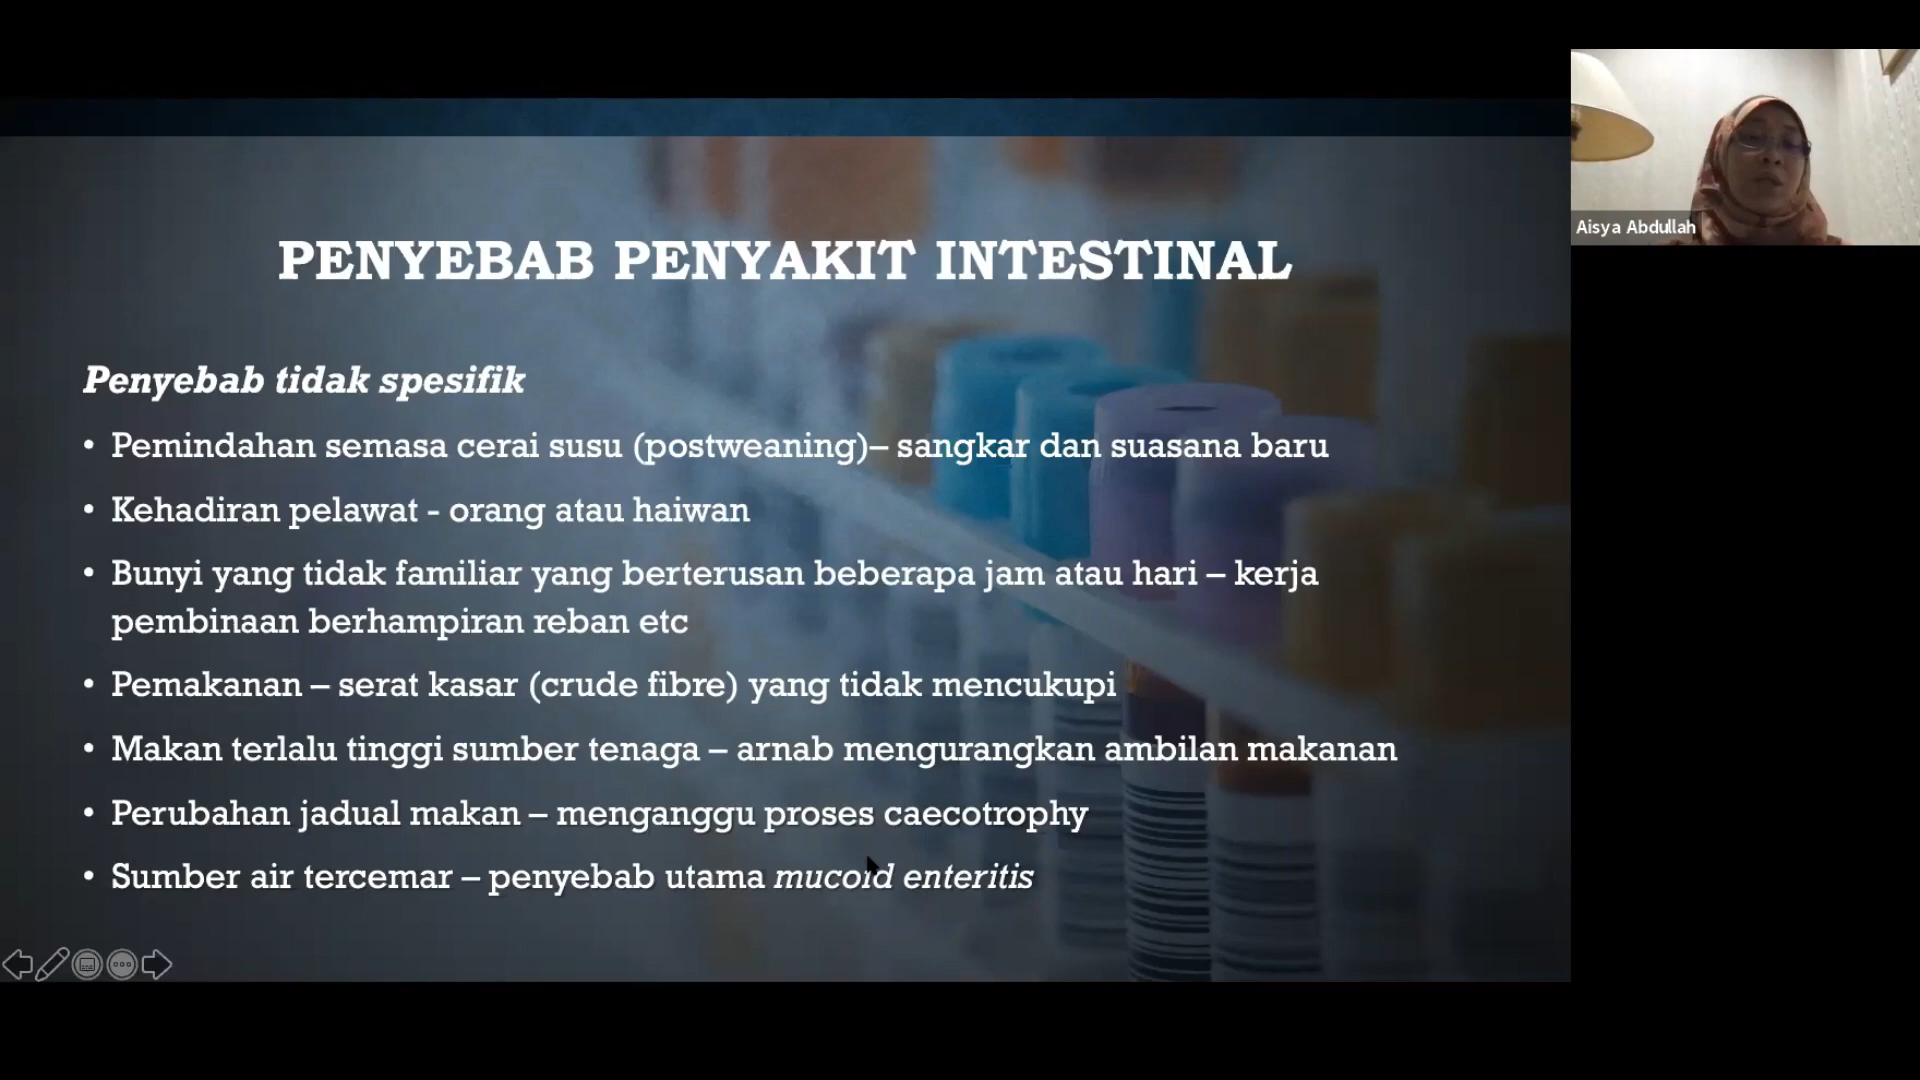 PENYEBAB PENYAKIT INTESTINAL
Penyebab tidak spesifik
• Pemindahan semasa cerai susu (postweaning)– sangkar dan suasana baru
• Kehadiran pelawat - orang atau haiwan
• Bunyi yang tidak familiar yang berterusan beberapa jam atau hari – kerja
pembinaan berhampiran reban etc
• Pemakanan – serat kasar (crude fibre) yang tidak mencukupi
• Makan terlalu tinggi sumber tenaga – arnab mengurangkan ambilan makanan
• Perubahan jadual makan – menganggu proses caecotrophy
• Sumber air tercemar – penyebab utama mucoid enteritis
Aisya Abdullah